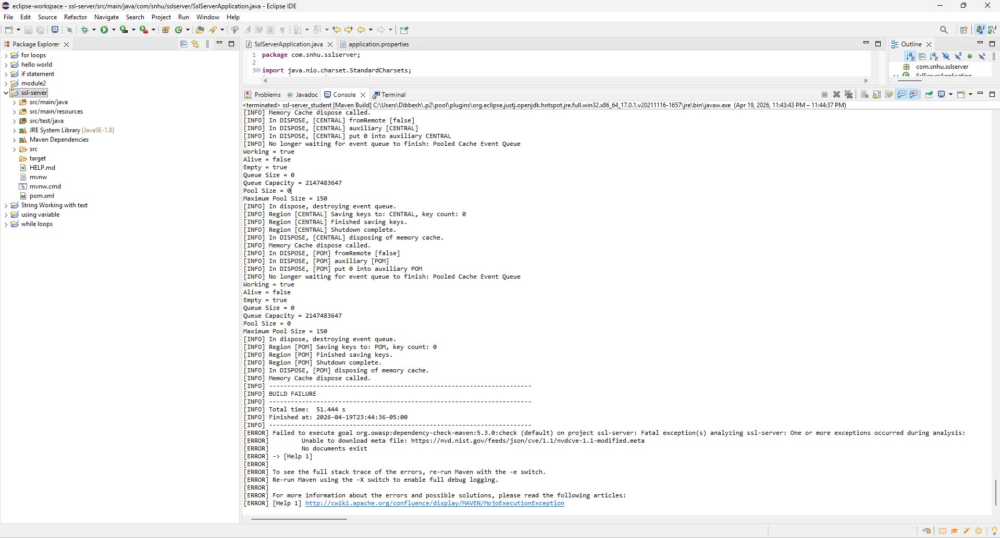 eclipse-workspace - ssl-server/src/main/java/com/snhu/sslserver/SslServerApplication.java - Eclipse IDE
File Edit Source Refactor Navigate Search Project Run Window Help
Package Explorer
for loops
hello world
if statement
module2
ssl-server
src/main/java
src/main/resources
src/test/java
JRE System Library [JavaSE-1.8]
Maven Dependencies
src
target
HELP.md
mvnw
mvnw.cmd
pom.xml
String Working with text
using variable
while loops
SslServerApplication.java application.properties
1 package com.snhu.sslserver;
2
3 import java.nio.charset.StandardCharsets;
Outline
com.snhu.sslserver
SslServerApplication
Problems Javadoc Console Terminal
<terminated> ssl-server_student [Maven Build] C:\Users\Dibbesh\.p2\pool\plugins\org.eclipse.justj.openjdk.hotspot.jre.full.win32.x86_64_17.0.1.v20211116-1657\jre\bin\javaw.exe (Apr 19, 2026, 11:43:43 PM – 11:44:37 PM)
[INFO] Memory Cache dispose called.
[INFO] In DISPOSE, [CENTRAL] fromRemote [false]
[INFO] In DISPOSE, [CENTRAL] auxiliary [CENTRAL]
[INFO] In DISPOSE, [CENTRAL] put 0 into auxiliary CENTRAL
[INFO] No longer waiting for event queue to finish: Pooled Cache Event Queue
Working = true
Alive = false
Empty = true
Queue Size = 0
Queue Capacity = 2147483647
Pool Size = 0
Maximum Pool Size = 150
[INFO] In dispose, destroying event queue.
[INFO] Region [CENTRAL] Saving keys to: CENTRAL, key count: 0
[INFO] Region [CENTRAL] Finished saving keys.
[INFO] Region [CENTRAL] Shutdown complete.
[INFO] In DISPOSE, [CENTRAL] disposing of memory cache.
[INFO] Memory Cache dispose called.
[INFO] In DISPOSE, [POM] fromRemote [false]
[INFO] In DISPOSE, [POM] auxiliary [POM]
[INFO] In DISPOSE, [POM] put 0 into auxiliary POM
[INFO] No longer waiting for event queue to finish: Pooled Cache Event Queue
Working = true
Alive = false
Empty = true
Queue Size = 0
Queue Capacity = 2147483647
Pool Size = 0
Maximum Pool Size = 150
[INFO] In dispose, destroying event queue.
[INFO] Region [POM] Saving keys to: POM, key count: 0
[INFO] Region [POM] Finished saving keys.
[INFO] Region [POM] Shutdown complete.
[INFO] In DISPOSE, [POM] disposing of memory cache.
[INFO] Memory Cache dispose called.
[INFO] ------------------------------------------------------------------------
[INFO] BUILD FAILURE
[INFO] ------------------------------------------------------------------------
[INFO] Total time:  51.444 s
[INFO] Finished at: 2026-04-19T23:44:36-05:00
[INFO] ------------------------------------------------------------------------
[ERROR] Failed to execute goal org.owasp:dependency-check-maven:5.3.0:check (default) on project ssl-server: Fatal exception(s) analyzing ssl-server: One or more exceptions occurred during analysis:
[ERROR]         Unable to download meta file: https://nvd.nist.gov/feeds/json/cve/1.1/nvdcve-1.1-modified.meta
[ERROR]         No documents exist
[ERROR] -> [Help 1]
[ERROR]
[ERROR] To see the full stack trace of the errors, re-run Maven with the -e switch.
[ERROR] Re-run Maven using the -X switch to enable full debug logging.
[ERROR]
[ERROR] For more information about the errors and possible solutions, please read the following articles:
[ERROR] [Help 1] http://cwiki.apache.org/confluence/display/MAVEN/MojoExecutionException